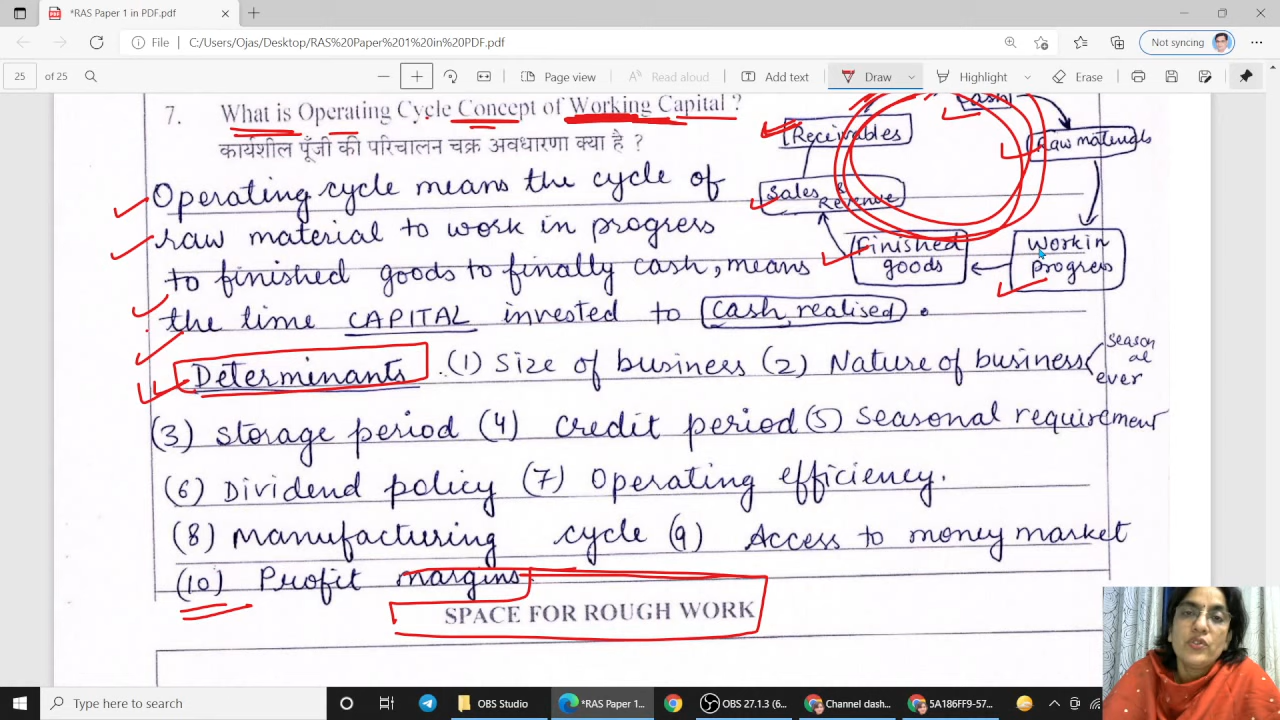 *RAS Paper 1 in PDF.pdf
File C:/Users/Ojas/Desktop/RAS%20Paper%201%20in%20PDF.pdf
Not syncing
25 of 25
Page view
Read aloud
Add text
Draw
Highlight
Erase
7. What is Operating Cycle Concept of Working Capital ?
कार्यशील पूँजी की परिचालन चक्र अवधारणा क्या है ?
Cash
Receivables
Raw materials
Sales &
Revenue
Finished
goods
Work in
progress
Operating cycle means the cycle of
raw material to work in progress
to finished goods to finally cash, means
the time CAPITAL invested to cash realised.
Determinants . (1) Size of business (2) Nature of business
season
al
ever
(3) Storage period (4) credit period (5) Seasonal requirement
(6) Dividend policy (7) Operating efficiency.
(8) Manufacturing cycle (9) Access to money market
(10) Profit margins
SPACE FOR ROUGH WORK
Type here to search
OBS Studio
*RAS Paper 1...
OBS 27.1.3 (6...
Channel dash...
5A186FF9-57...
ENG